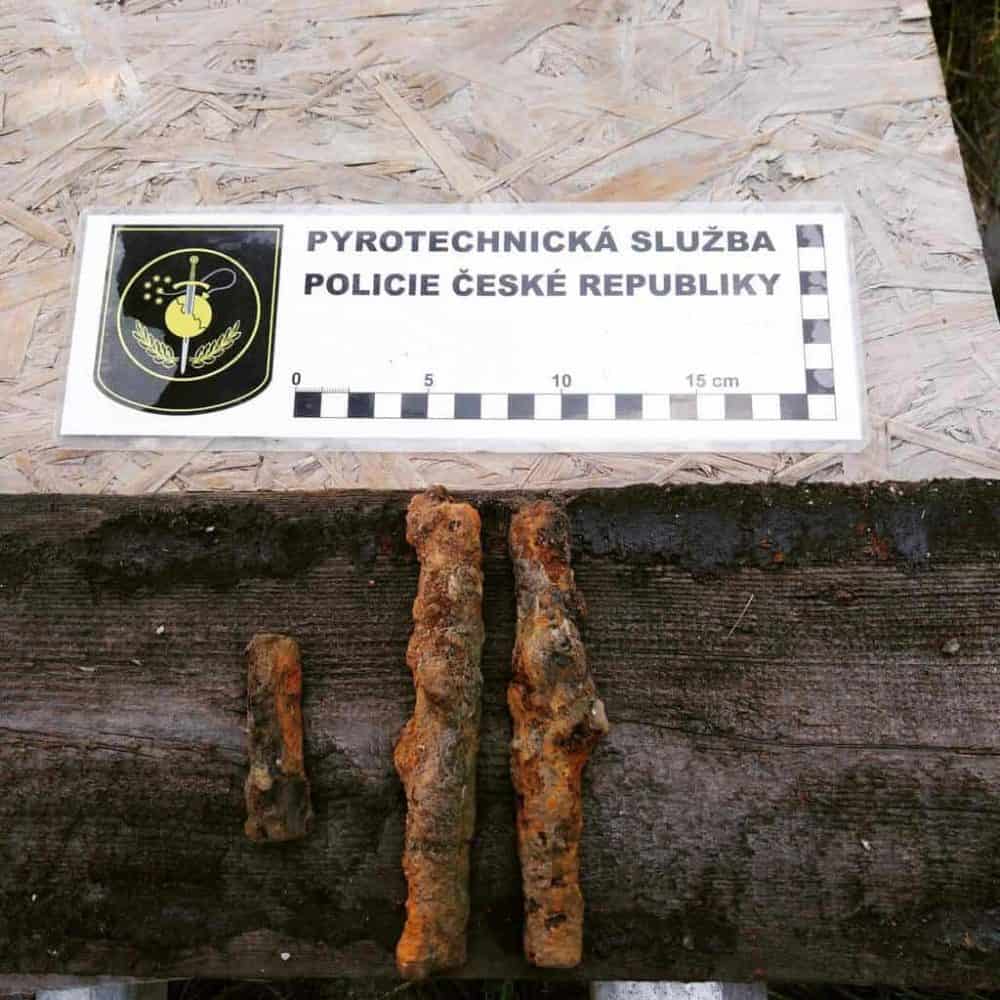 PYROTECHNICKÁ SLUŽBA
POLICIE ČESKÉ REPUBLIKY
0 5 10 15 cm